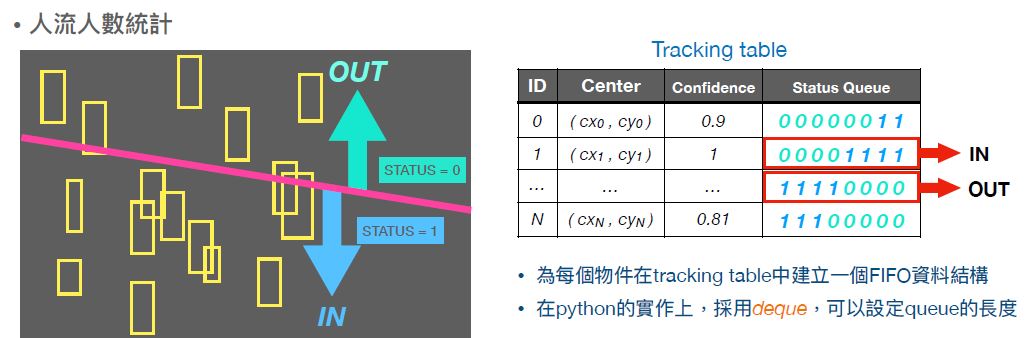 • 人流人數統計
OUT
STATUS = 0
STATUS = 1
IN
Tracking table
ID Center Confidence Status Queue
0 ( cx0 , cy0 ) 0.9 0 0 0 0 0 0 1 1
1 ( cx1 , cy1 ) 1 0 0 0 0 1 1 1 1 IN
... ... ... 1 1 1 1 0 0 0 0 OUT
N ( cxN , cyN ) 0.81 1 1 1 0 0 0 0 0
• 為每個物件在tracking table中建立一個FIFO資料結構
• 在python的實作上，採用deque，可以設定queue的長度